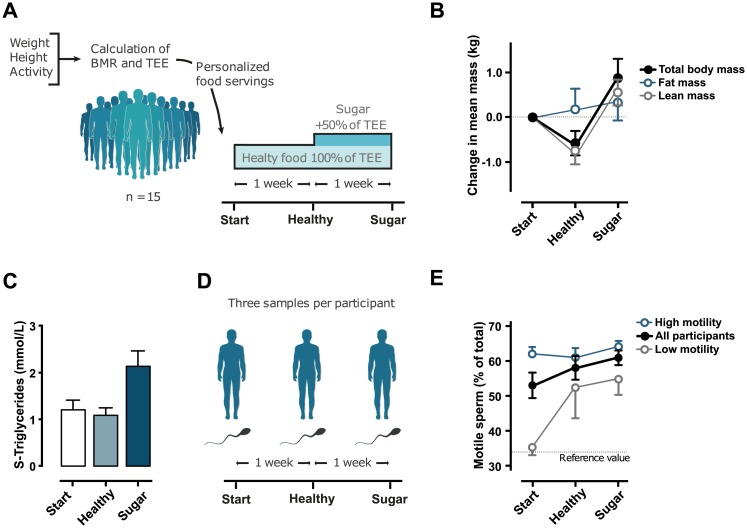 A
Weight
Height
Activity
Calculation of
BMR and TEE
Personalized
food servings
n = 15
Sugar
+50% of TEE
Healty food 100% of TEE
1 week
1 week
Start
Healthy
Sugar
B
Change in mean mass (kg)
1.0
0.0
-1.0
Total body mass
Fat mass
Lean mass
Start
Healthy
Sugar
C
S-Triglycerides (mmol/L)
3
2
1
0
Start
Healthy
Sugar
D
Three samples per participant
1 week
1 week
Start
Healthy
Sugar
E
Motile sperm (% of total)
70
60
50
40
30
High motility
All participants
Low motility
Reference value
Start
Healthy
Sugar